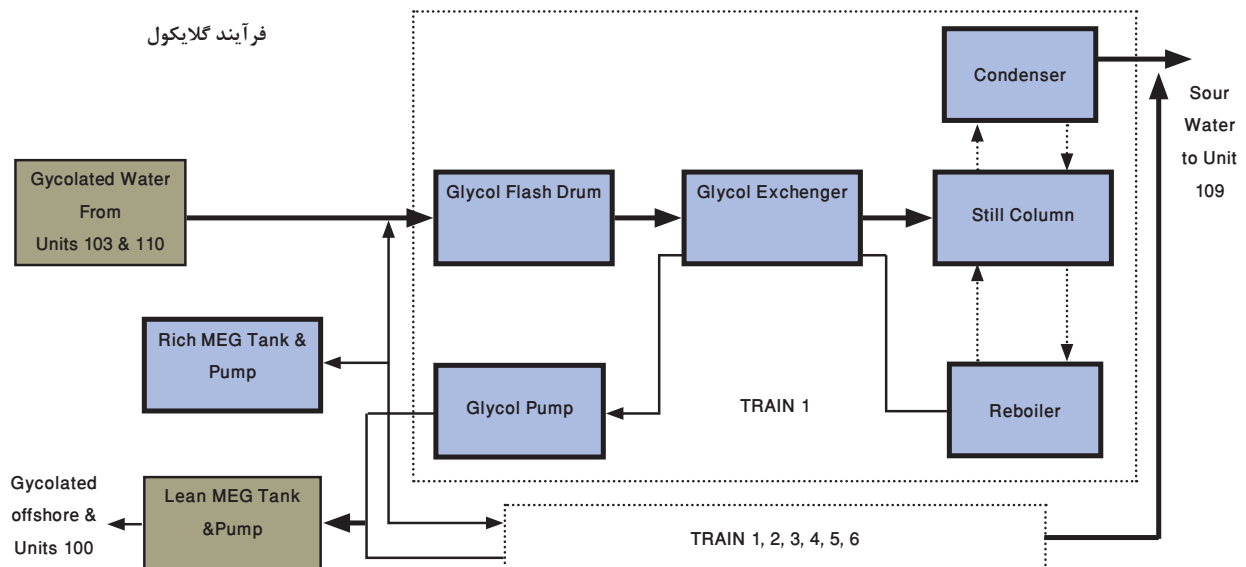 فرآیند گلایکول
Condenser
Sour
Water
to Unit
109
Gycolated Water
From
Units 103 & 110
Glycol Flash Drum
Glycol Exchenger
Still Column
Rich MEG Tank &
Pump
Glycol Pump
TRAIN 1
Reboiler
Gycolated
offshore &
Units 100
Lean MEG Tank
&Pump
TRAIN 1, 2, 3, 4, 5, 6